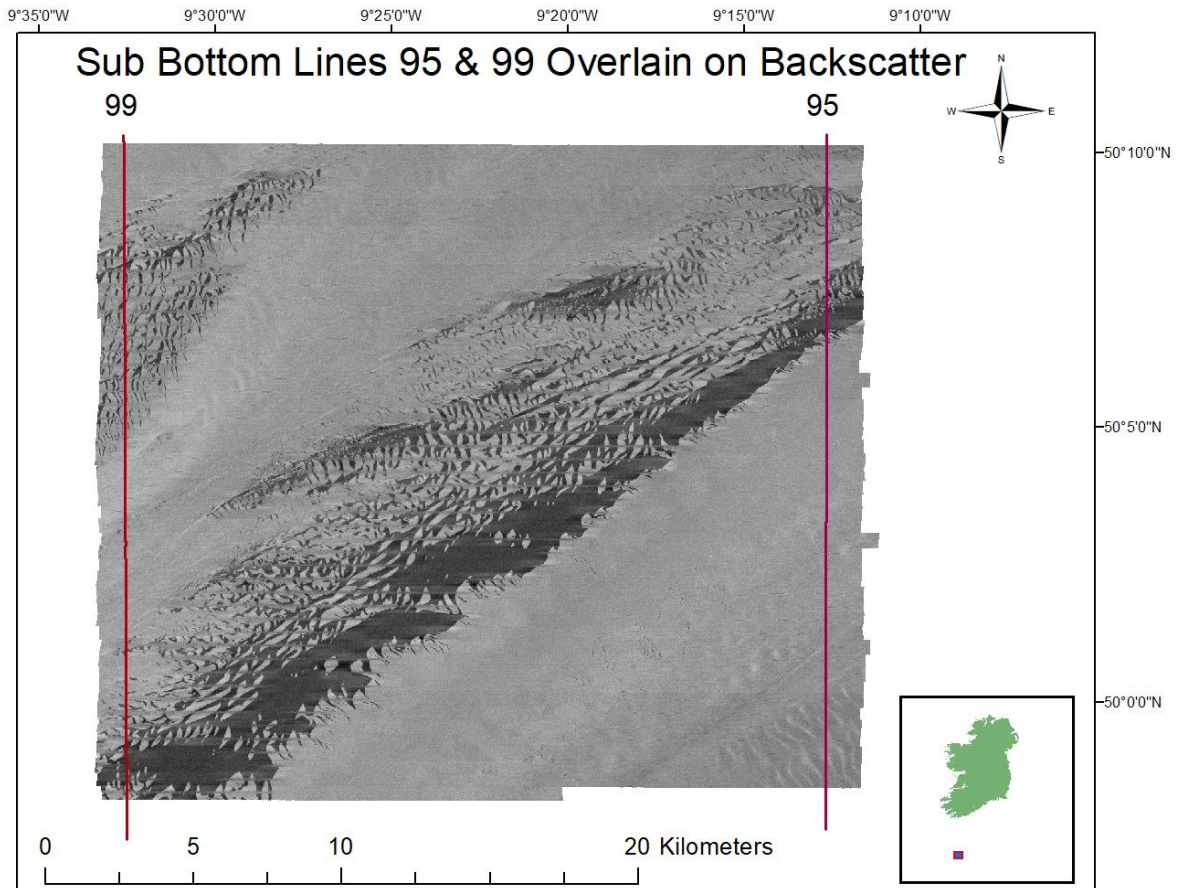 9°35'0"W 9°30'0"W 9°25'0"W 9°20'0"W 9°15'0"W 9°10'0"W
Sub Bottom Lines 95 & 99 Overlain on Backscatter
N
W E
S
99 95
50°10'0"N
50°5'0"N
50°0'0"N
0 5 10 20 Kilometers